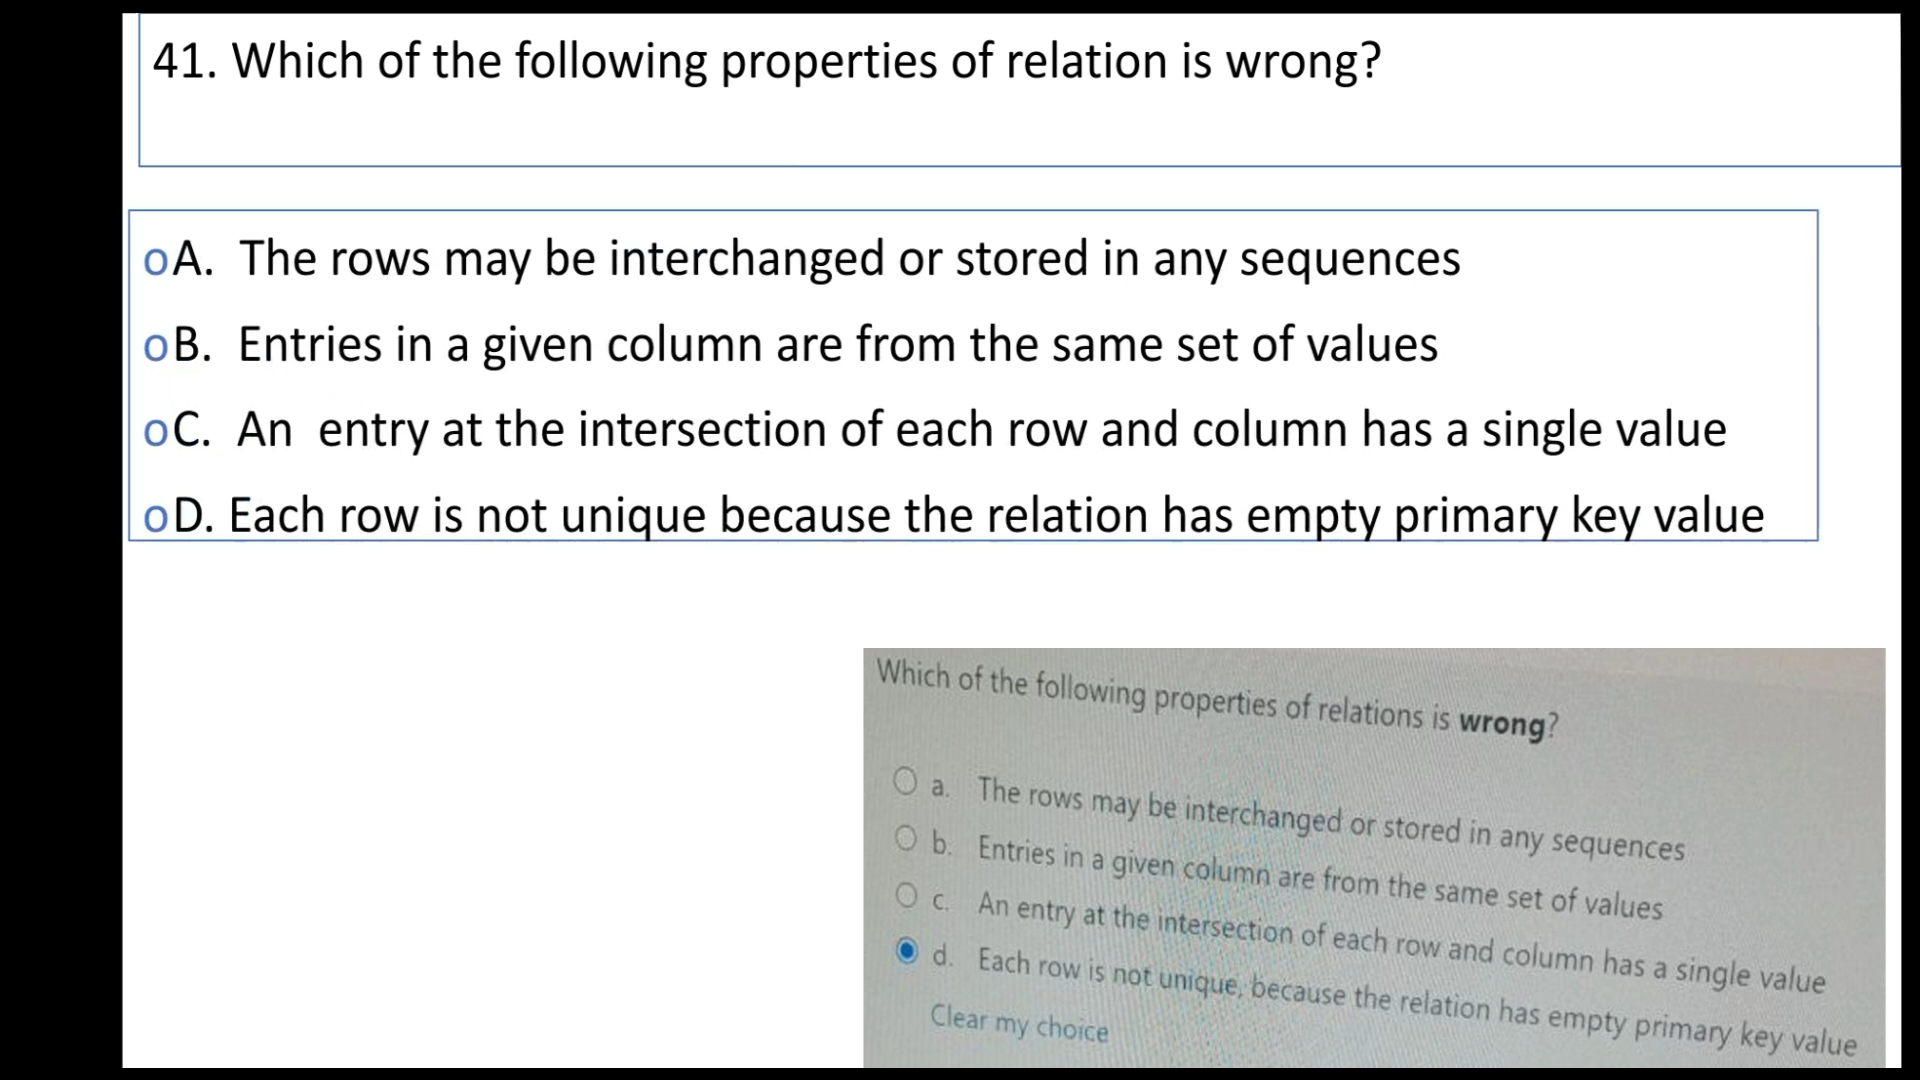 41. Which of the following properties of relation is wrong?
oA. The rows may be interchanged or stored in any sequences
oB. Entries in a given column are from the same set of values
oC. An entry at the intersection of each row and column has a single value
oD. Each row is not unique because the relation has empty primary key value
Which of the following properties of relations is wrong?
a. The rows may be interchanged or stored in any sequences
b. Entries in a given column are from the same set of values
c. An entry at the intersection of each row and column has a single value
d. Each row is not unique, because the relation has empty primary key value
Clear my choice